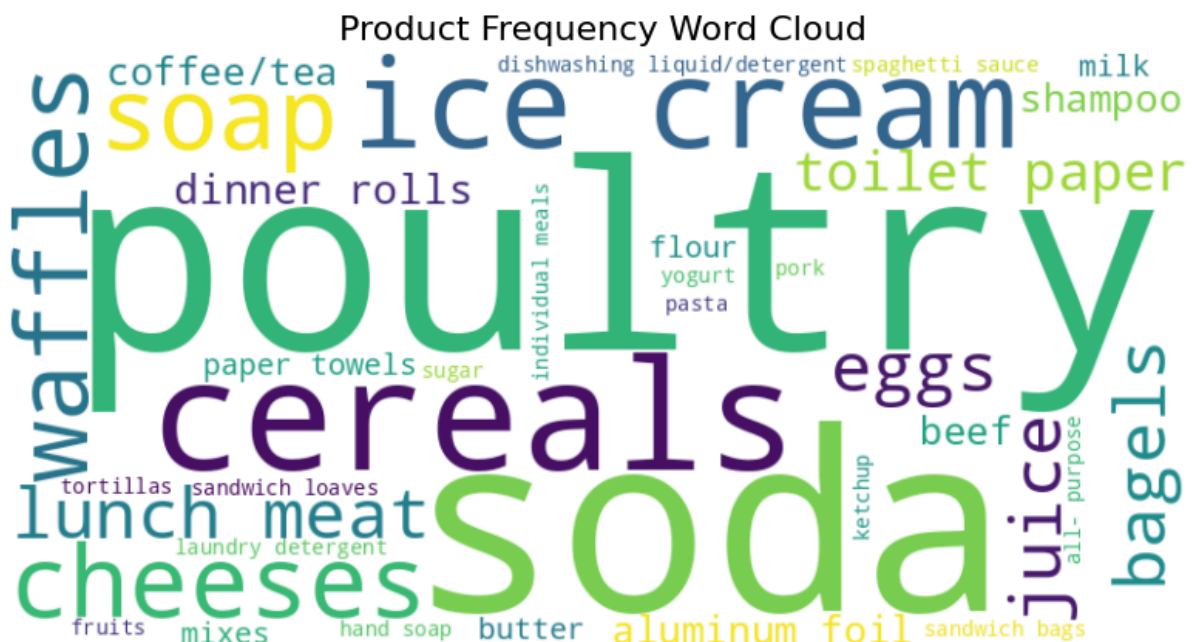 Product Frequency Word Cloud
coffee/tea
dishwashing liquid/detergent
spaghetti sauce
milk
soap
ice cream
shampoo
waffles
dinner rolls
toilet paper
poultry
individual meals
flour
yogurt
pork
pasta
paper towels
sugar
eggs
cereals
beef
bagels
juice
all- purpose
ketchup
soda
tortillas
sandwich loaves
lunch meat
laundry detergent
cheeses
fruits
mixes
hand soap
butter
aluminum foil
sandwich bags